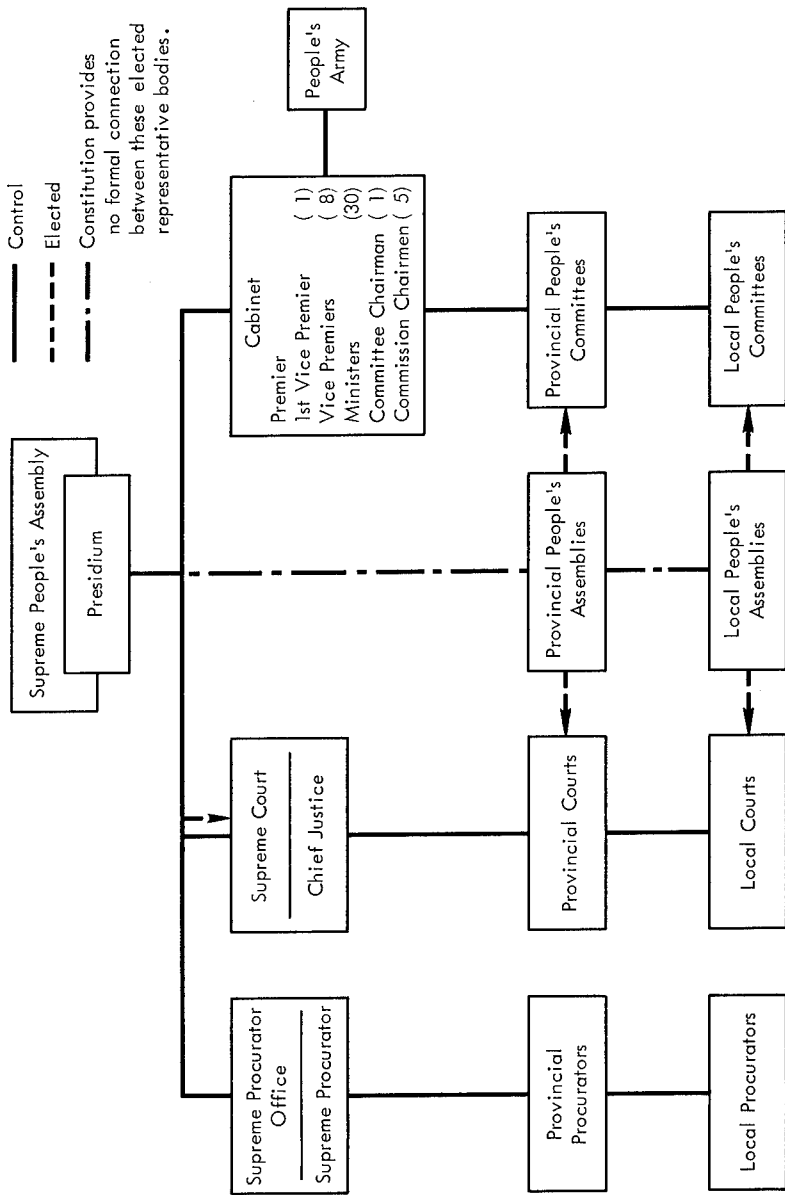 Control
Elected
Constitution provides
no formal connection
between these elected
representative bodies.
Supreme People's Assembly
Presidium
Supreme Procurator
Office
Supreme Procurator
Supreme Court
Chief Justice
Cabinet
Premier
1st Vice Premier ( 1)
Vice Premiers ( 8)
Ministers (30)
Committee Chairman ( 1)
Commission Chairmen ( 5)
People's
Army
Provincial
Procurators
Provincial Courts
Provincial People's
Assemblies
Provincial People's
Committees
Local Procurators
Local Courts
Local People's
Assemblies
Local People's
Committees